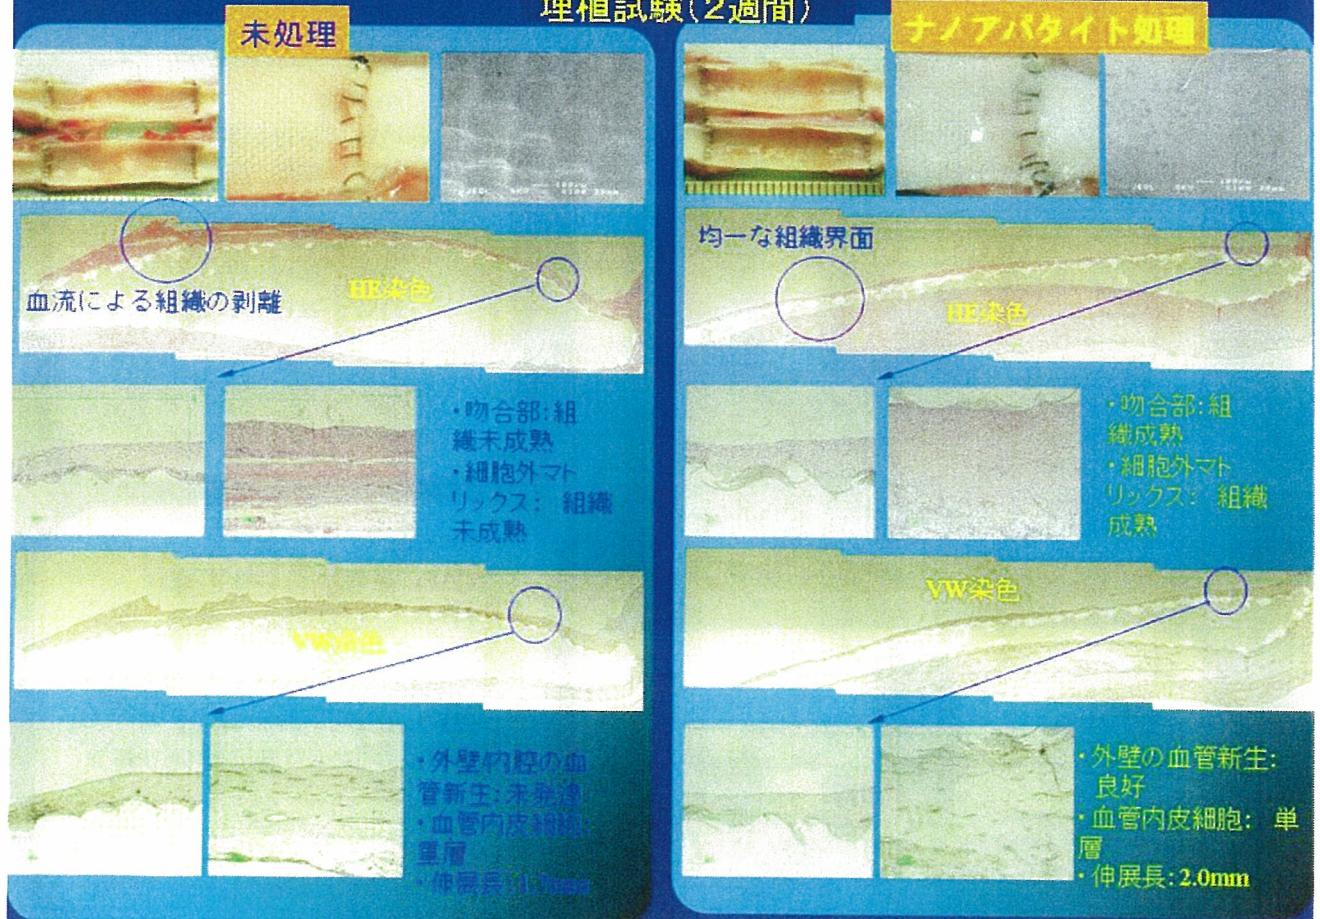 埋植試験(2週間)
未処理
血流による組織の剥離
HE染色
・吻合部:組
織未成熟
・細胞外マト
リックス: 組織
未成熟
VW染色
・外壁/内腔の血
管新生:未発達
・血管内皮細胞:
重層
・伸展長:
ナノアパタイト処理
均一な組織界面
HE染色
・吻合部:組
織成熟
・細胞外マト
リックス: 組織
成熟
VW染色
・外壁の血管新生:
良好
・血管内皮細胞: 単
層
・伸展長:2.0mm